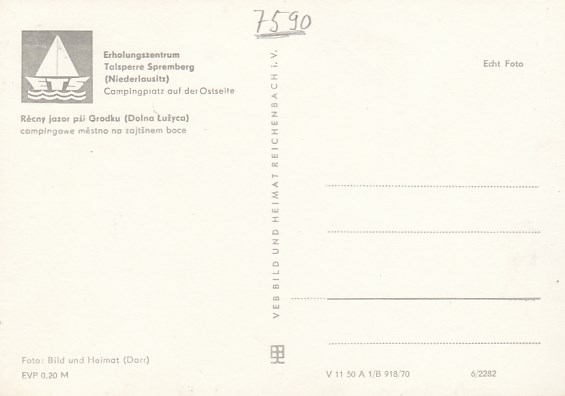 7590
Erholungszentrum
Talsperre Spremberg
(Niederlausitz)
Campingplatz auf der Ostseite
Rěcny jazor pśi Grodku (Dolna Łužyca)
campingowe městno na zajtšnem boce
Foto: Bild und Heimat (Darr)
EVP 0,20 M
VEB BILD UND HEIMAT REICHENBACH i. V.
Echt Foto
V 11 50 A 1/B 918/70
6/2282